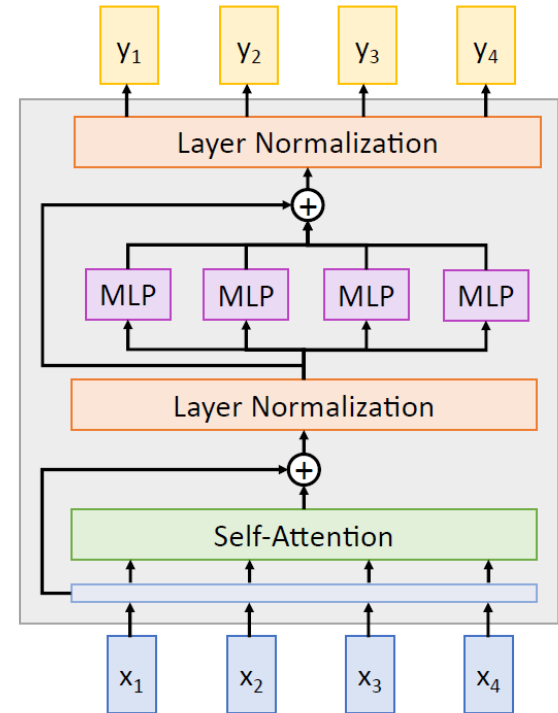 y₁ y₂ y₃ y₄
Layer Normalization
+
MLP MLP MLP MLP
Layer Normalization
+
Self-Attention
x₁ x₂ x₃ x₄